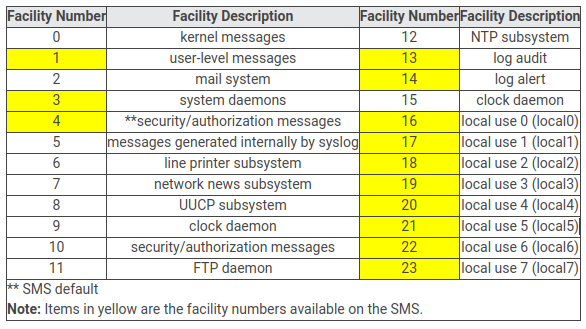 Facility Number Facility Description Facility Number Facility Description
0 kernel messages 12 NTP subsystem
1 user-level messages 13 log audit
2 mail system 14 log alert
3 system daemons 15 clock daemon
4 **security/authorization messages 16 local use 0 (local0)
5 messages generated internally by syslog 17 local use 1 (local1)
6 line printer subsystem 18 local use 2 (local2)
7 network news subsystem 19 local use 3 (local3)
8 UUCP subsystem 20 local use 4 (local4)
9 clock daemon 21 local use 5 (local5)
10 security/authorization messages 22 local use 6 (local6)
11 FTP daemon 23 local use 7 (local7)
** SMS default
Note: Items in yellow are the facility numbers available on the SMS.